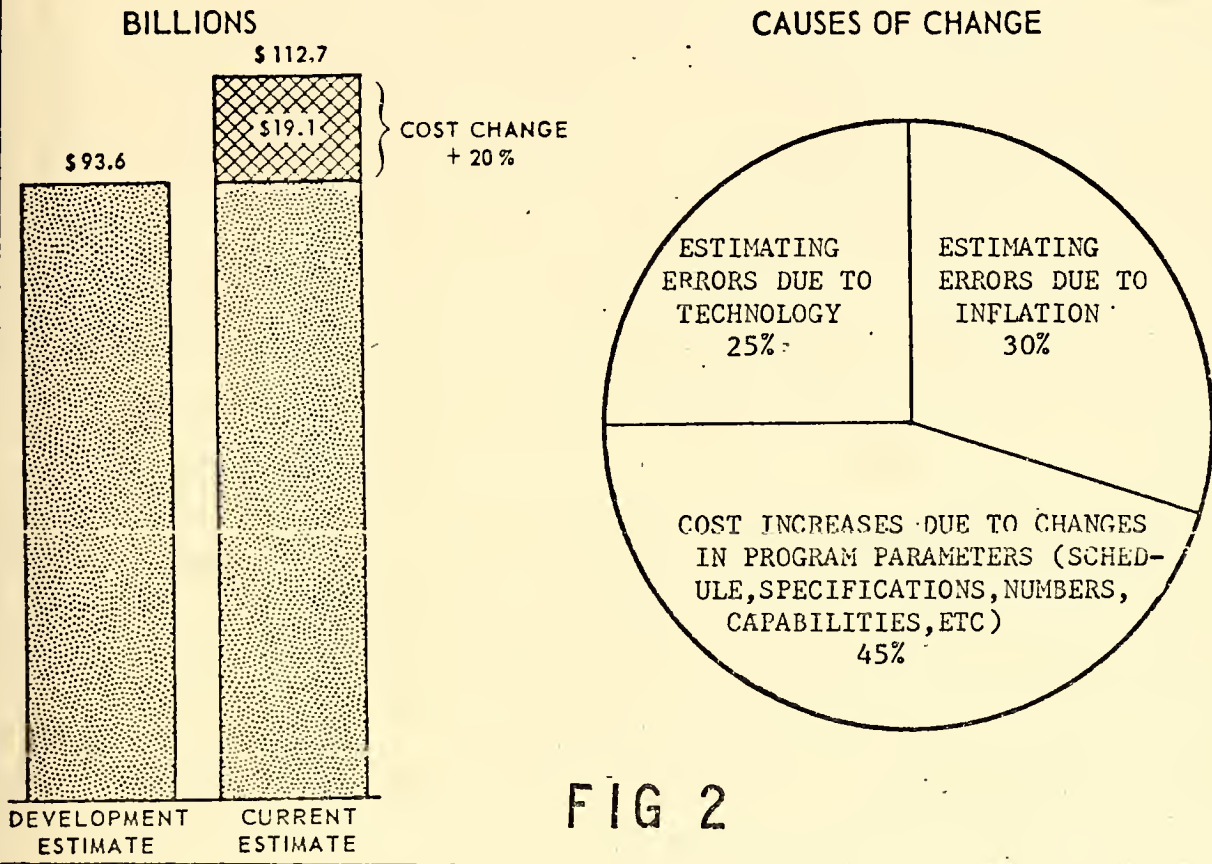 BILLIONS
$112.7
$19.1
COST CHANGE
+ 20%
$93.6
DEVELOPMENT
ESTIMATE
CURRENT
ESTIMATE
CAUSES OF CHANGE
ESTIMATING
ERRORS DUE TO
TECHNOLOGY
25%
ESTIMATING
ERRORS DUE TO
INFLATION
30%
COST INCREASES DUE TO CHANGES
IN PROGRAM PARAMETERS (SCHED-
ULE,SPECIFICATIONS,NUMBERS,
CAPABILITIES,ETC)
45%
FIG 2